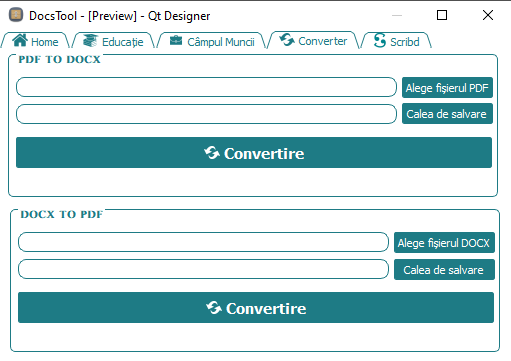 DocsTool - [Preview] - Qt Designer
Home Educație Câmpul Muncii Converter Scribd
PDF TO DOCX
Alege fișierul PDF
Calea de salvare
Convertire
DOCX TO PDF
Alege fișierul DOCX
Calea de salvare
Convertire